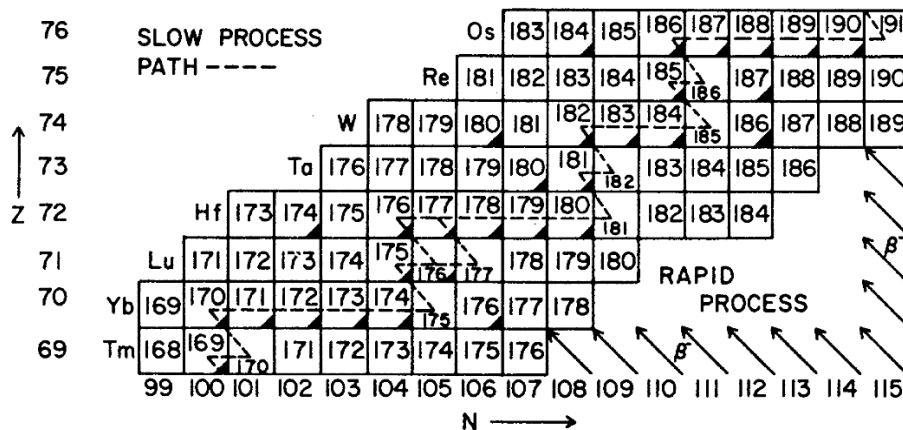 76 Os 183 184 185 186 187 188 189 190 191
SLOW PROCESS
PATH ----
75 Re 181 182 183 184 185 186 187 188 189 190
74 W 178 179 180 181 182 183 184 185 186 187 188 189
73 Ta 176 177 178 179 180 181 182 183 184 185 186
Z
72 Hf 173 174 175 176 177 178 179 180 181 182 183 184
71 Lu 171 172 173 174 175 176 177 178 179 180
β⁻
RAPID
PROCESS
70 Yb 169 170 171 172 173 174 175 176 177 178
69 Tm 168 169 170 171 172 173 174 175 176
β⁻
99 100 101 102 103 104 105 106 107 108 109 110 111 112 113 114 115
N